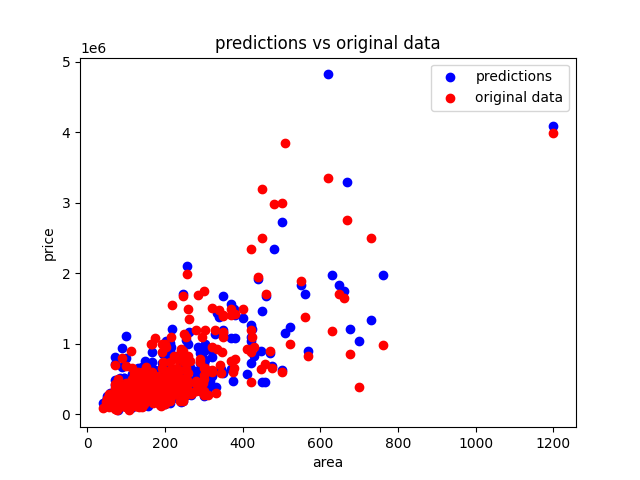 predictions vs original data
1e6
5
4
3
2
1
0
price
predictions
original data
0 200 400 600 800 1000 1200
area